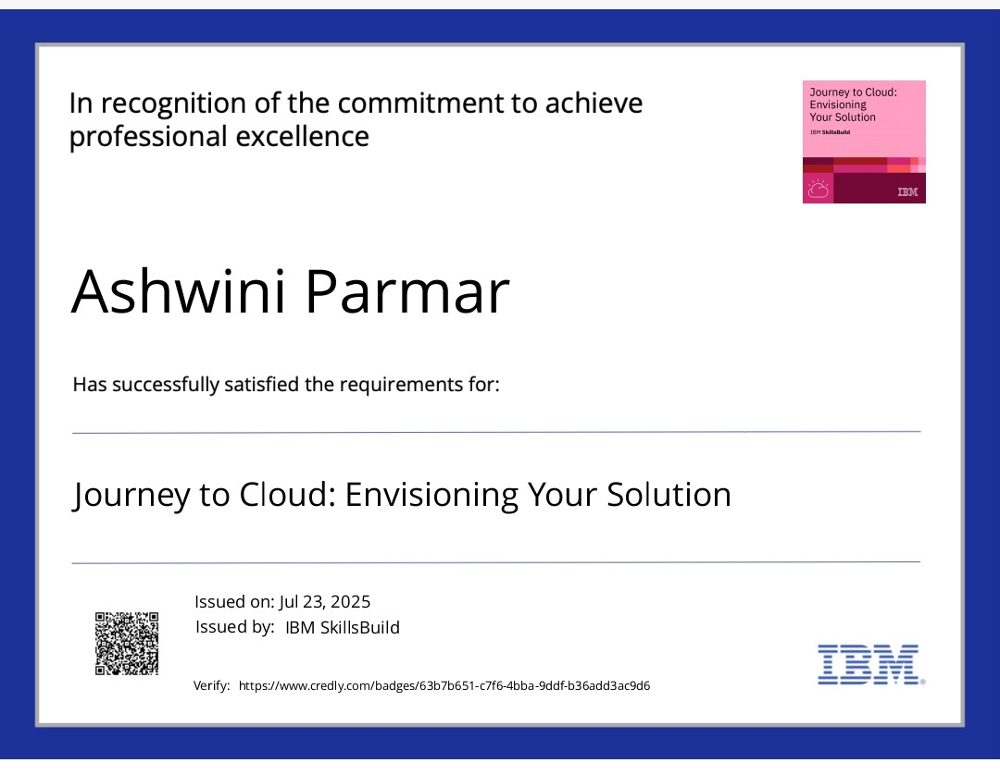 In recognition of the commitment to achieve
professional excellence
Journey to Cloud:
Envisioning
Your Solution
IBM SkillsBuild
IBM
Ashwini Parmar
Has successfully satisfied the requirements for:
Journey to Cloud: Envisioning Your Solution
Issued on: Jul 23, 2025
Issued by: IBM SkillsBuild
Verify: https://www.credly.com/badges/63b7b651-c7f6-4bba-9ddf-b36add3ac9d6
IBM®